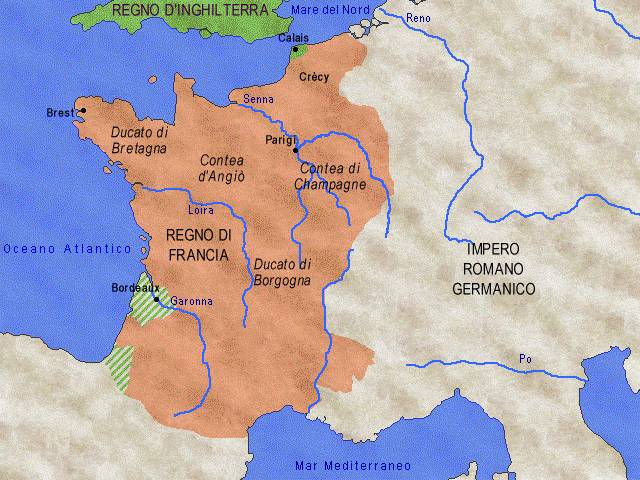 REGNO D'INGHILTERRA
Mare del Nord
Reno
Calais
Crècy
Senna
Brest
Ducato di
Bretagna
Parigi
Contea
d'Angiò
Contea di
Champagne
Loira
REGNO DI
FRANCIA
Oceano Atlantico
IMPERO
ROMANO
GERMANICO
Ducato di
Borgogna
Bordeaux
Garonna
Po
Mar Mediterraneo